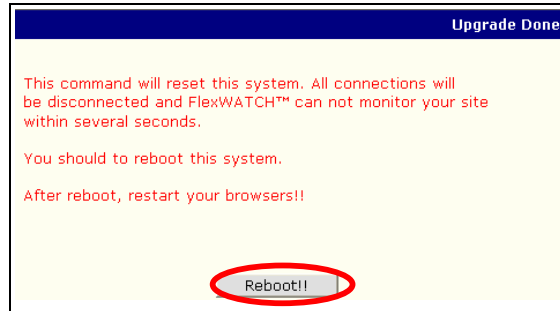 Upgrade Done
This command will reset this system. All connections will
be disconnected and FlexWATCH™ can not monitor your site
within several seconds.
You should to reboot this system.
After reboot, restart your browsers!!
Reboot!!